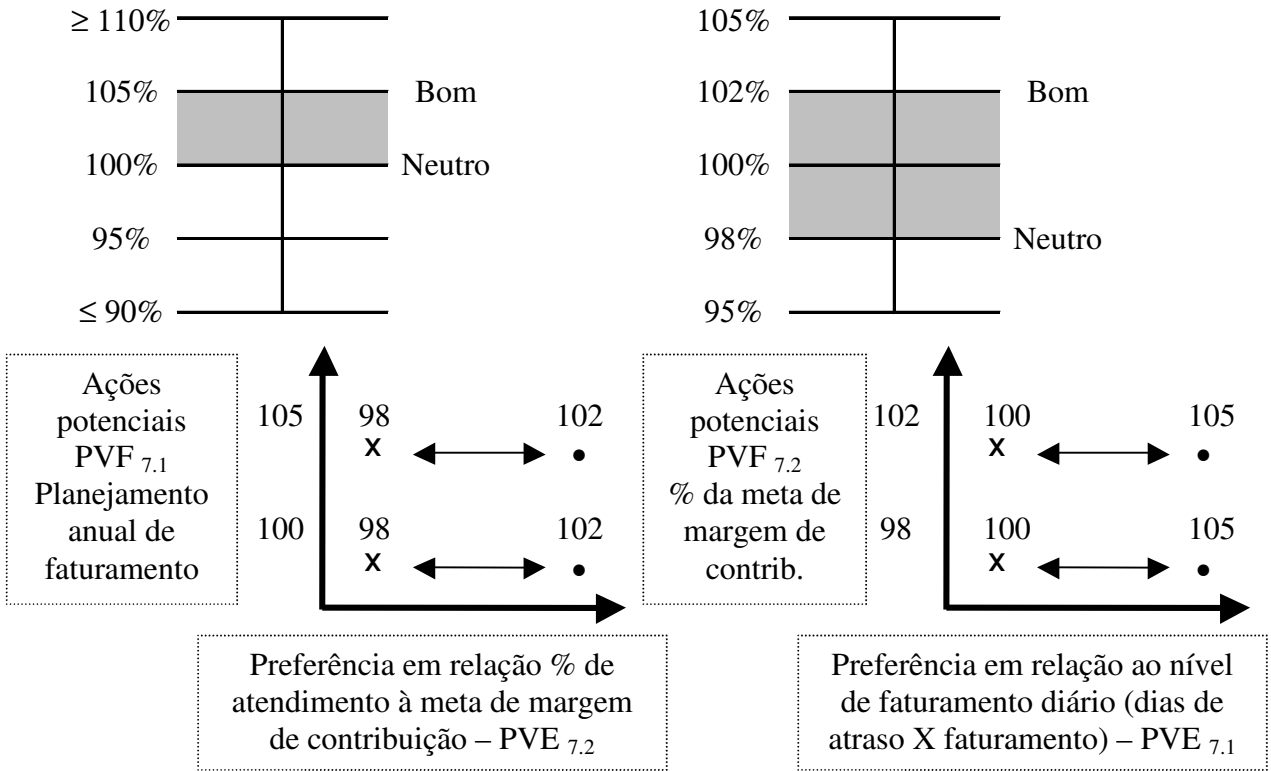 ≥ 110%
105% Bom
100% Neutro
95%
≤ 90%
105%
102% Bom
100%
98% Neutro
95%
Ações
potenciais
PVF 7.1
Planejamento
anual de
faturamento
105 98 102
x •
100 98 102
x •
Preferência em relação % de
atendimento à meta de margem
de contribuição – PVE 7.2
Ações
potenciais
PVF 7.2
% da meta de
margem de
contrib.
102 100 105
x •
98 100 105
x •
Preferência em relação ao nível
de faturamento diário (dias de
atraso X faturamento) – PVE 7.1